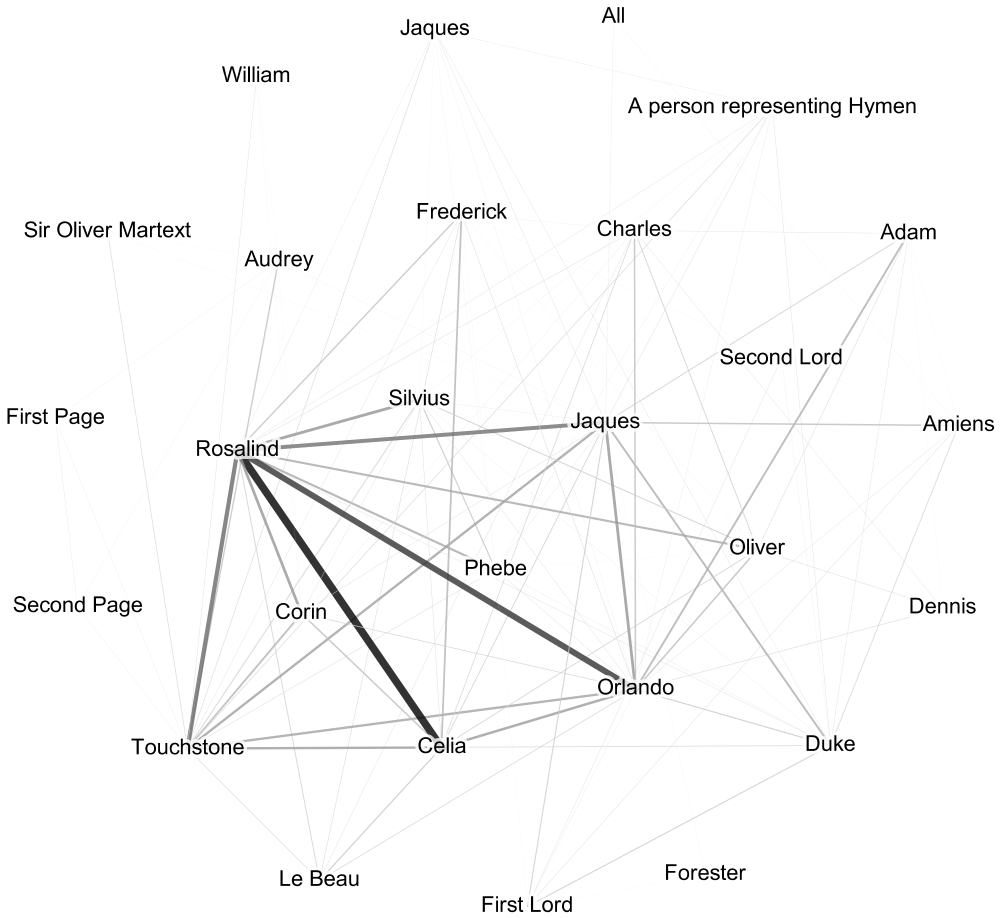 All
Jaques
William
A person representing Hymen
Frederick
Sir Oliver Martext
Charles
Adam
Audrey
Second Lord
Silvius
First Page
Jaques
Amiens
Rosalind
Oliver
Phebe
Second Page
Corin
Dennis
Orlando
Touchstone
Celia
Duke
Le Beau
Forester
First Lord